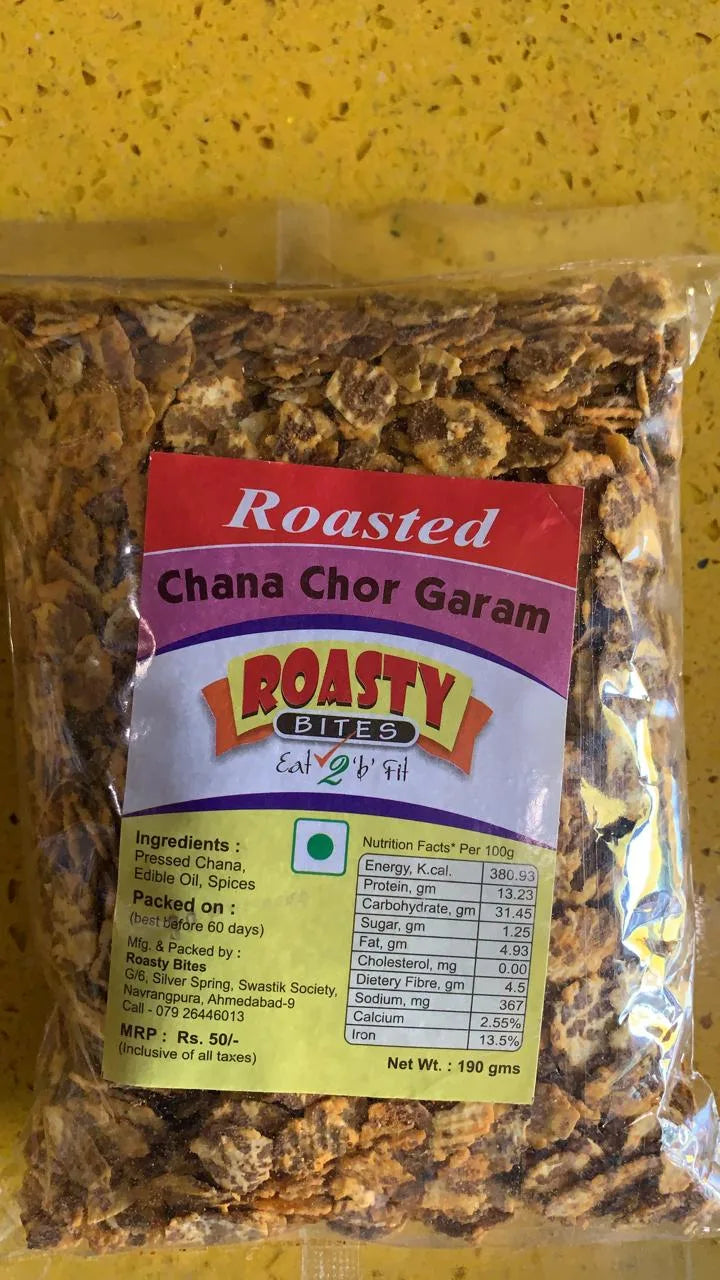 Roasted
Chana Chor Garam
ROASTY
BITES
Eat 2 'b' Fit
Ingredients :
Pressed Chana,
Edible Oil, Spices
Packed on :
(best before 60 days)
Mfg. & Packed by :
Roasty Bites
G/6, Silver Spring, Swastik Society,
Navrangpura, Ahmedabad-9
Call - 079 26446013
MRP : Rs. 50/-
(Inclusive of all taxes)
Nutrition Facts* Per 100g
Energy, K.cal. 380.93
Protein, gm 13.23
Carbohydrate, gm 31.45
Sugar, gm 1.25
Fat, gm 4.93
Cholesterol, mg 0.00
Dietery Fibre, gm 4.5
Sodium, mg 367
Calcium 2.55%
Iron 13.5%
Net Wt. : 190 gms